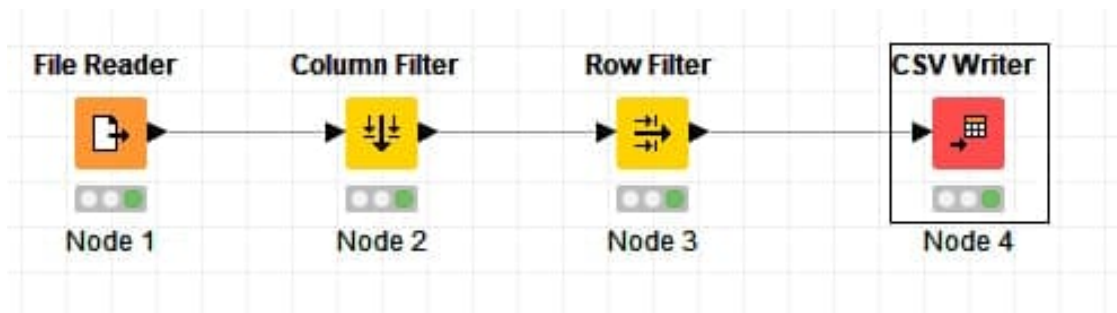 File Reader
Column Filter
Row Filter
CSV Writer
Node 1
Node 2
Node 3
Node 4